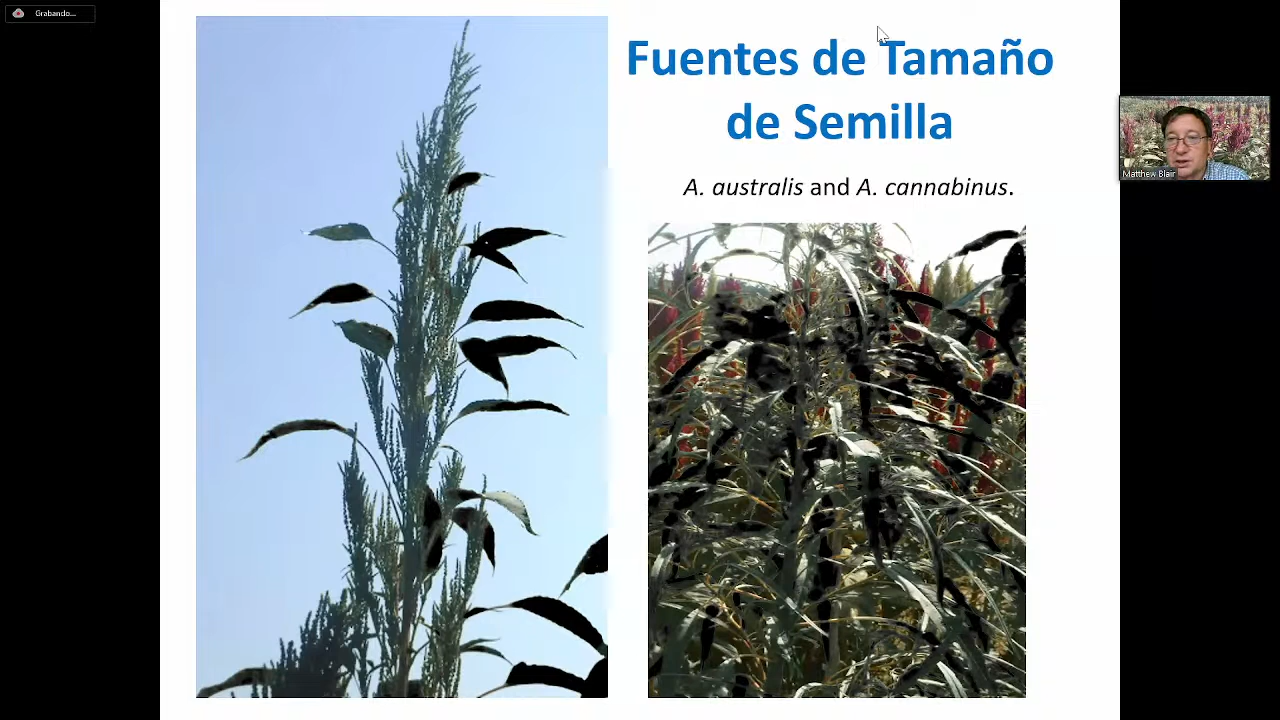 Grabando...
Fuentes de Tamaño
de Semilla
A. australis and A. cannabinus.
Matthew Blair